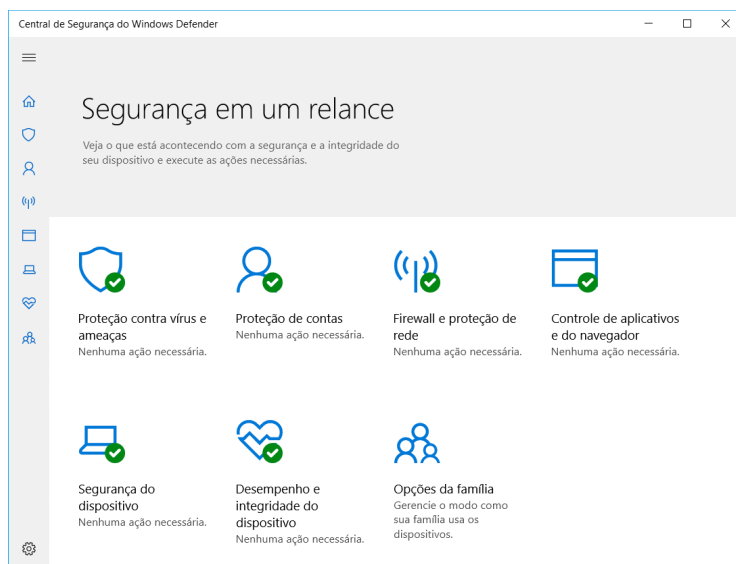 Central de Segurança do Windows Defender
Segurança em um relance
Veja o que está acontecendo com a segurança e a integridade do
seu dispositivo e execute as ações necessárias.
Proteção contra vírus e
ameaças
Nenhuma ação necessária.
Proteção de contas
Nenhuma ação necessária.
Firewall e proteção de
rede
Nenhuma ação necessária.
Controle de aplicativos
e do navegador
Nenhuma ação necessária.
Segurança do
dispositivo
Nenhuma ação necessária.
Desempenho e
integridade do
dispositivo
Nenhuma ação necessária.
Opções da família
Gerencie o modo como
sua família usa os
dispositivos.